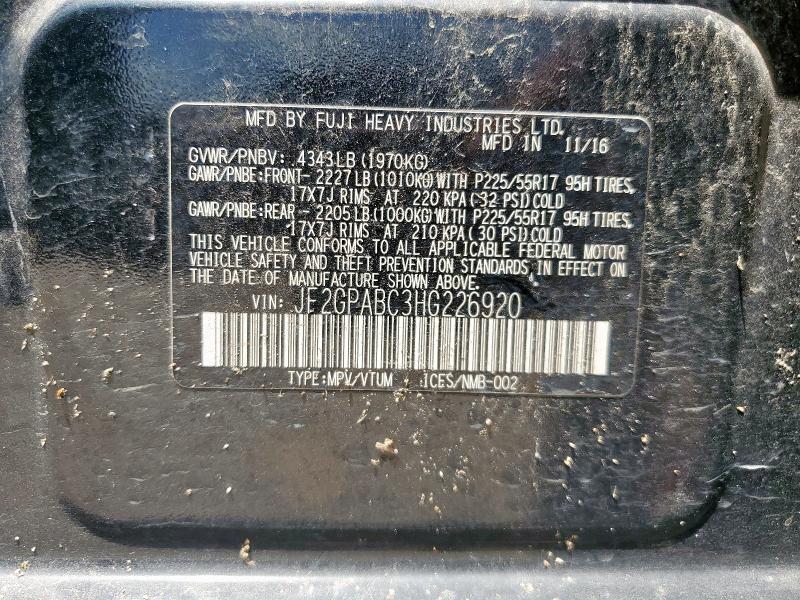 MFD BY FUJI HEAVY INDUSTRIES LTD.
MFD IN 11/16
GVWR/PNBV: 4343LB(1970KG)
GAWR/PNBE:FRONT- 2227LB(1010KG)WITH P225/55R17 95H TIRES,
17X7J RIMS AT 220 KPA(32 PSI)COLD
GAWR/PNBE:REAR - 2205LB(1000KG)WITH P225/55R17 95H TIRES,
17X7J RIMS AT 210 KPA(30 PSI)COLD
THIS VEHICLE CONFORMS TO ALL APPLICABLE FEDERAL MOTOR
VEHICLE SAFETY AND THEFT PREVENTION STANDARDS IN EFFECT ON
THE DATE OF MANUFACTURE SHOWN ABOVE.
VIN: JF2GPABC3HG226920
TYPE:MPV/VTUM ICES/NMB-002